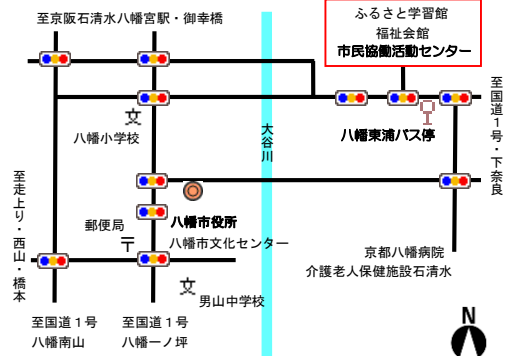 至京阪石清水八幡宮駅・御幸橋
ふるさと学習館
福祉会館
市民協働活動センター
至国道1号・下奈良
文
八幡小学校
大谷川
八幡東浦バス停
至走上り・西山・橋本
郵便局
〒
八幡市役所
八幡市文化センター
京都八幡病院
介護老人保健施設石清水
文
男山中学校
至国道1号
八幡南山
至国道1号
八幡一ノ坪
N